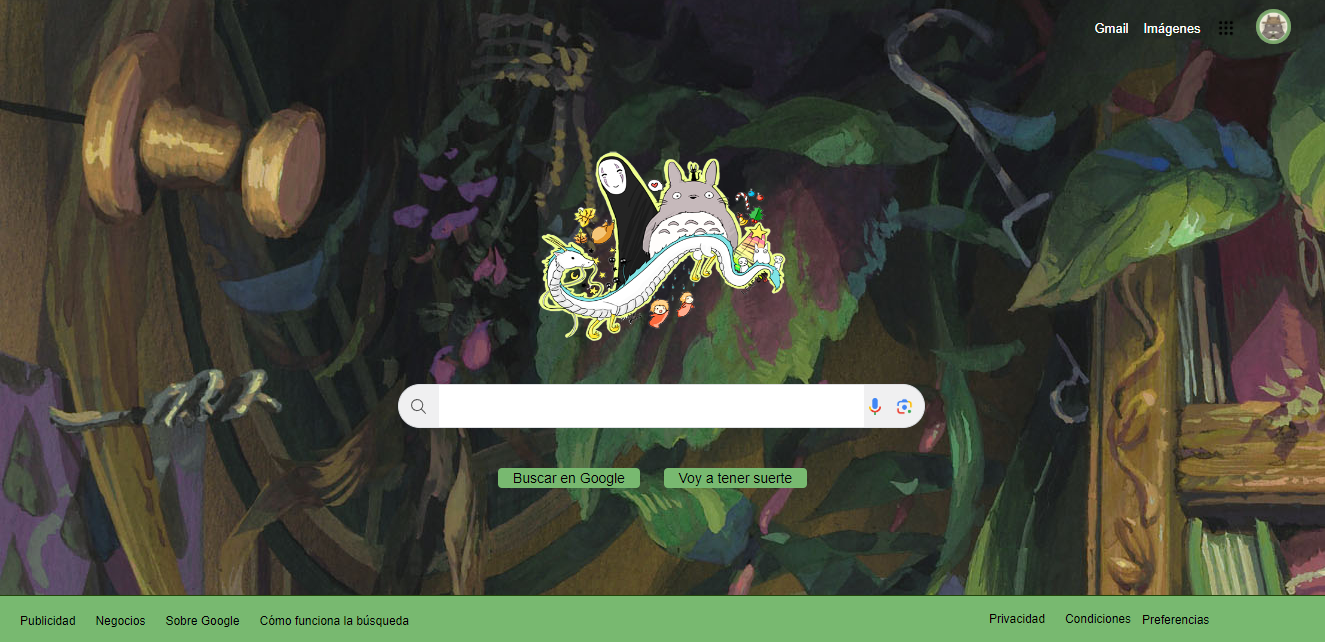 Gmail Imágenes
Buscar en Google Voy a tener suerte
Publicidad Negocios Sobre Google Cómo funciona la búsqueda Privacidad Condiciones Preferencias